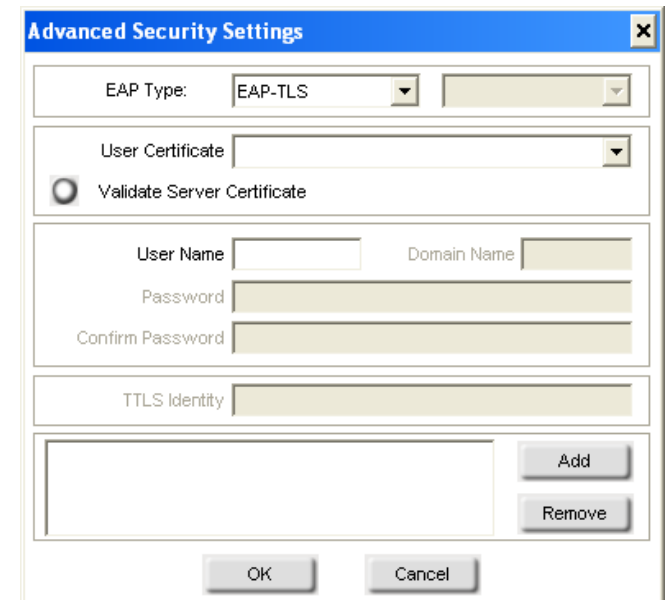 Advanced Security Settings
EAP Type: EAP-TLS
User Certificate
Validate Server Certificate
User Name Domain Name
Password
Confirm Password
TTLS Identity
Add
Remove
OK Cancel